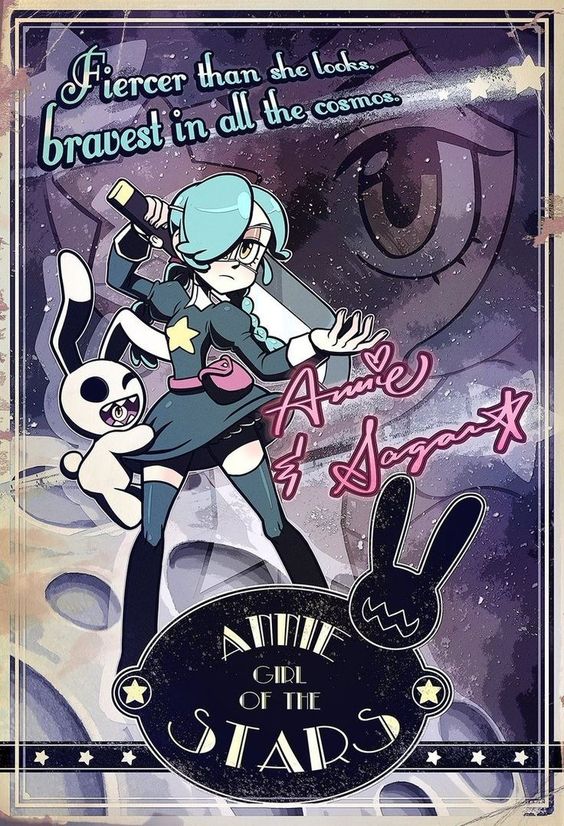 Fiercer than she looks,
bravest in all the cosmos.
Annie
& Sagan
ANNIE
GIRL
OF THE
STARS